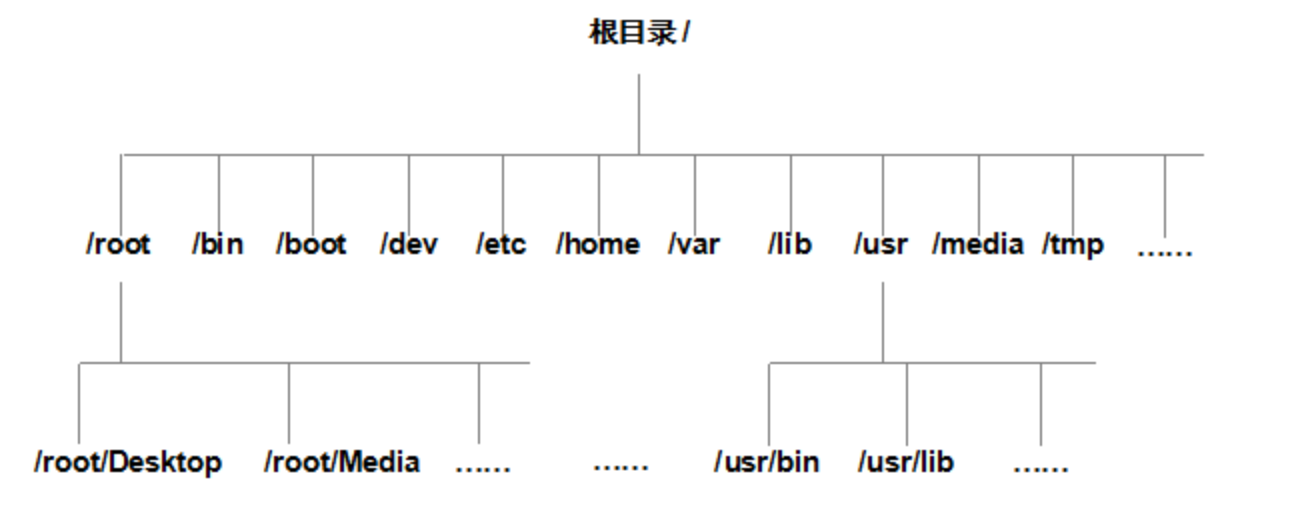 根目录 /
/root /bin /boot /dev /etc /home /var /lib /usr /media /tmp ……
/root/Desktop /root/Media …… …… /usr/bin /usr/lib ……